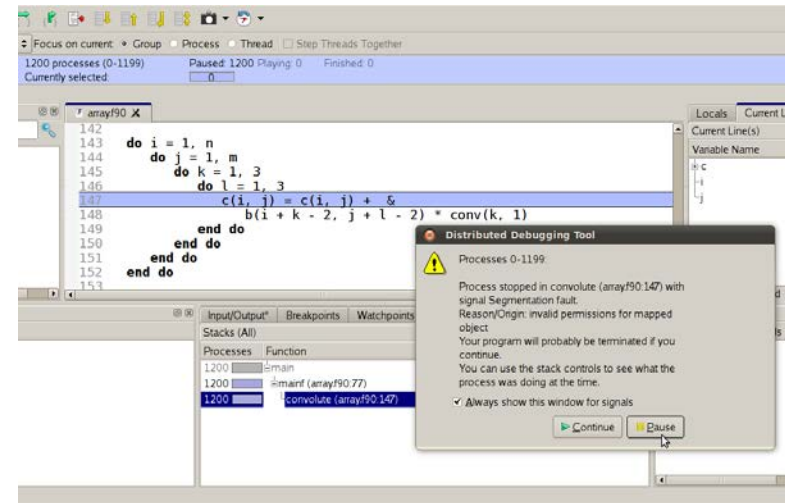 Focus on current: Group Process Thread Step Threads Together
1200 processes (0-1199) Paused: 1200 Playing: 0 Finished: 0
Currently selected: 0
array.f90
Locals Current L
Current Line(s)
Variable Name
c
i
j
142
143 do i = 1, n
144 do j = 1, m
145 do k = 1, 3
146 do l = 1, 3
147 c(i, j) = c(i, j) + &
148 b(i + k - 2, j + l - 2) * conv(k, l)
149 end do
150 end do
151 end do
152 end do
153
Distributed Debugging Tool
Processes 0-1199:
Process stopped in convolute (array.f90:147) with
signal Segmentation fault.
Reason/Origin: invalid permissions for mapped
object
Your program will probably be terminated if you
continue.
You can use the stack controls to see what the
process was doing at the time.
Always show this window for signals
Continue Pause
Input/Output* Breakpoints Watchpoints
Stacks (All)
Processes Function
1200 main
1200 mainf (array.f90:77)
1200 convolute (array.f90:147)